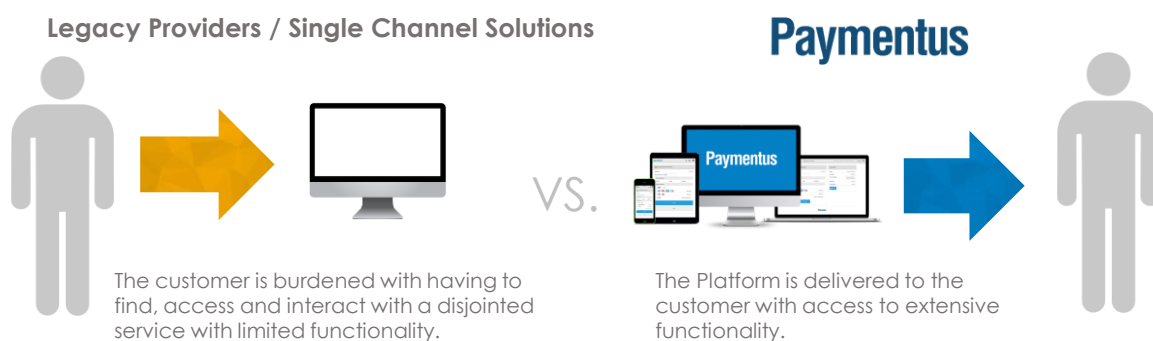 Legacy Providers / Single Channel Solutions
Paymentus
VS.
Paymentus
The customer is burdened with having to
find, access and interact with a disjointed
service with limited functionality.
The Platform is delivered to the
customer with access to extensive
functionality.